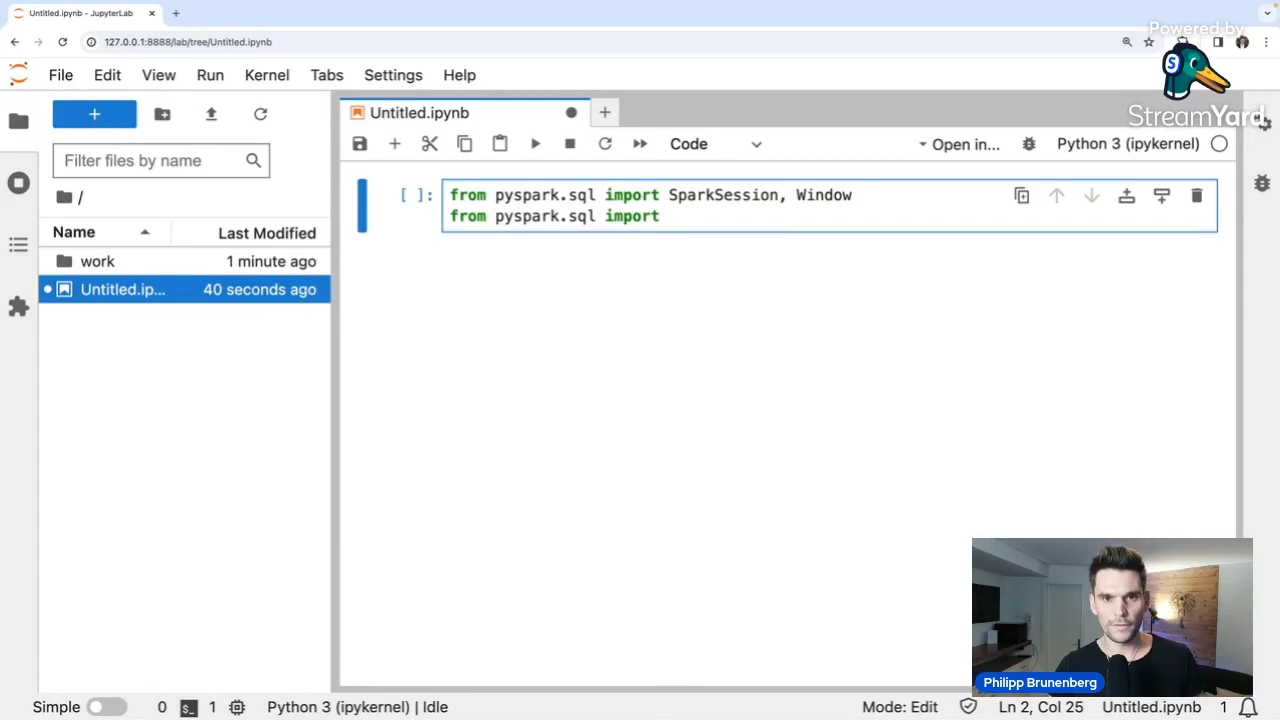 Untitled.ipynb - JupyterLab
127.0.0.1:8888/lab/tree/Untitled.ipynb
Powered by
StreamYard
File Edit View Run Kernel Tabs Settings Help
Untitled.ipynb
Filter files by name
Code
Open in...
Python 3 (ipykernel)
/
[ ]: from pyspark.sql import SparkSession, Window
from pyspark.sql import
Name Last Modified
work 1 minute ago
Untitled.ip... 40 seconds ago
Philipp Brunenberg
Simple 0 1 Python 3 (ipykernel) | Idle Mode: Edit Ln 2, Col 25 Untitled.ipynb 1